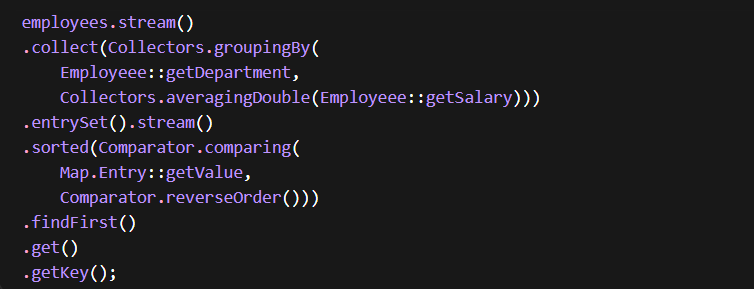 employees.stream()
.collect(Collectors.groupingBy(
    Employeee::getDepartment,
    Collectors.averagingDouble(Employeee::getSalary)))
.entrySet().stream()
.sorted(Comparator.comparing(
    Map.Entry::getValue,
    Comparator.reverseOrder()))
.findFirst()
.get()
.getKey();